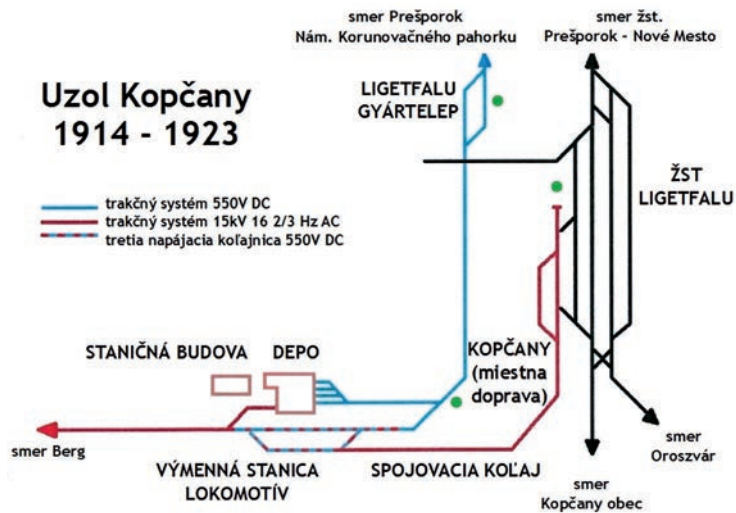 smer Prešporok
Nám. Korunovačného pahorku
smer žst.
Prešporok - Nové Mesto
Uzol Kopčany
1914 - 1923
LIGETFALU
GYÁRTELEP
ŽST
LIGETFALU
trakčný systém 550V DC
trakčný systém 15kV 16 2/3 Hz AC
tretia napájacia koľajnica 550V DC
STANIČNÁ BUDOVA
DEPO
KOPČANY
(miestna
doprava)
smer Berg
VÝMENNÁ STANICA
LOKOMOTÍV
SPOJOVACIA KOĽAJ
smer
Oroszvár
smer
Kopčany obec